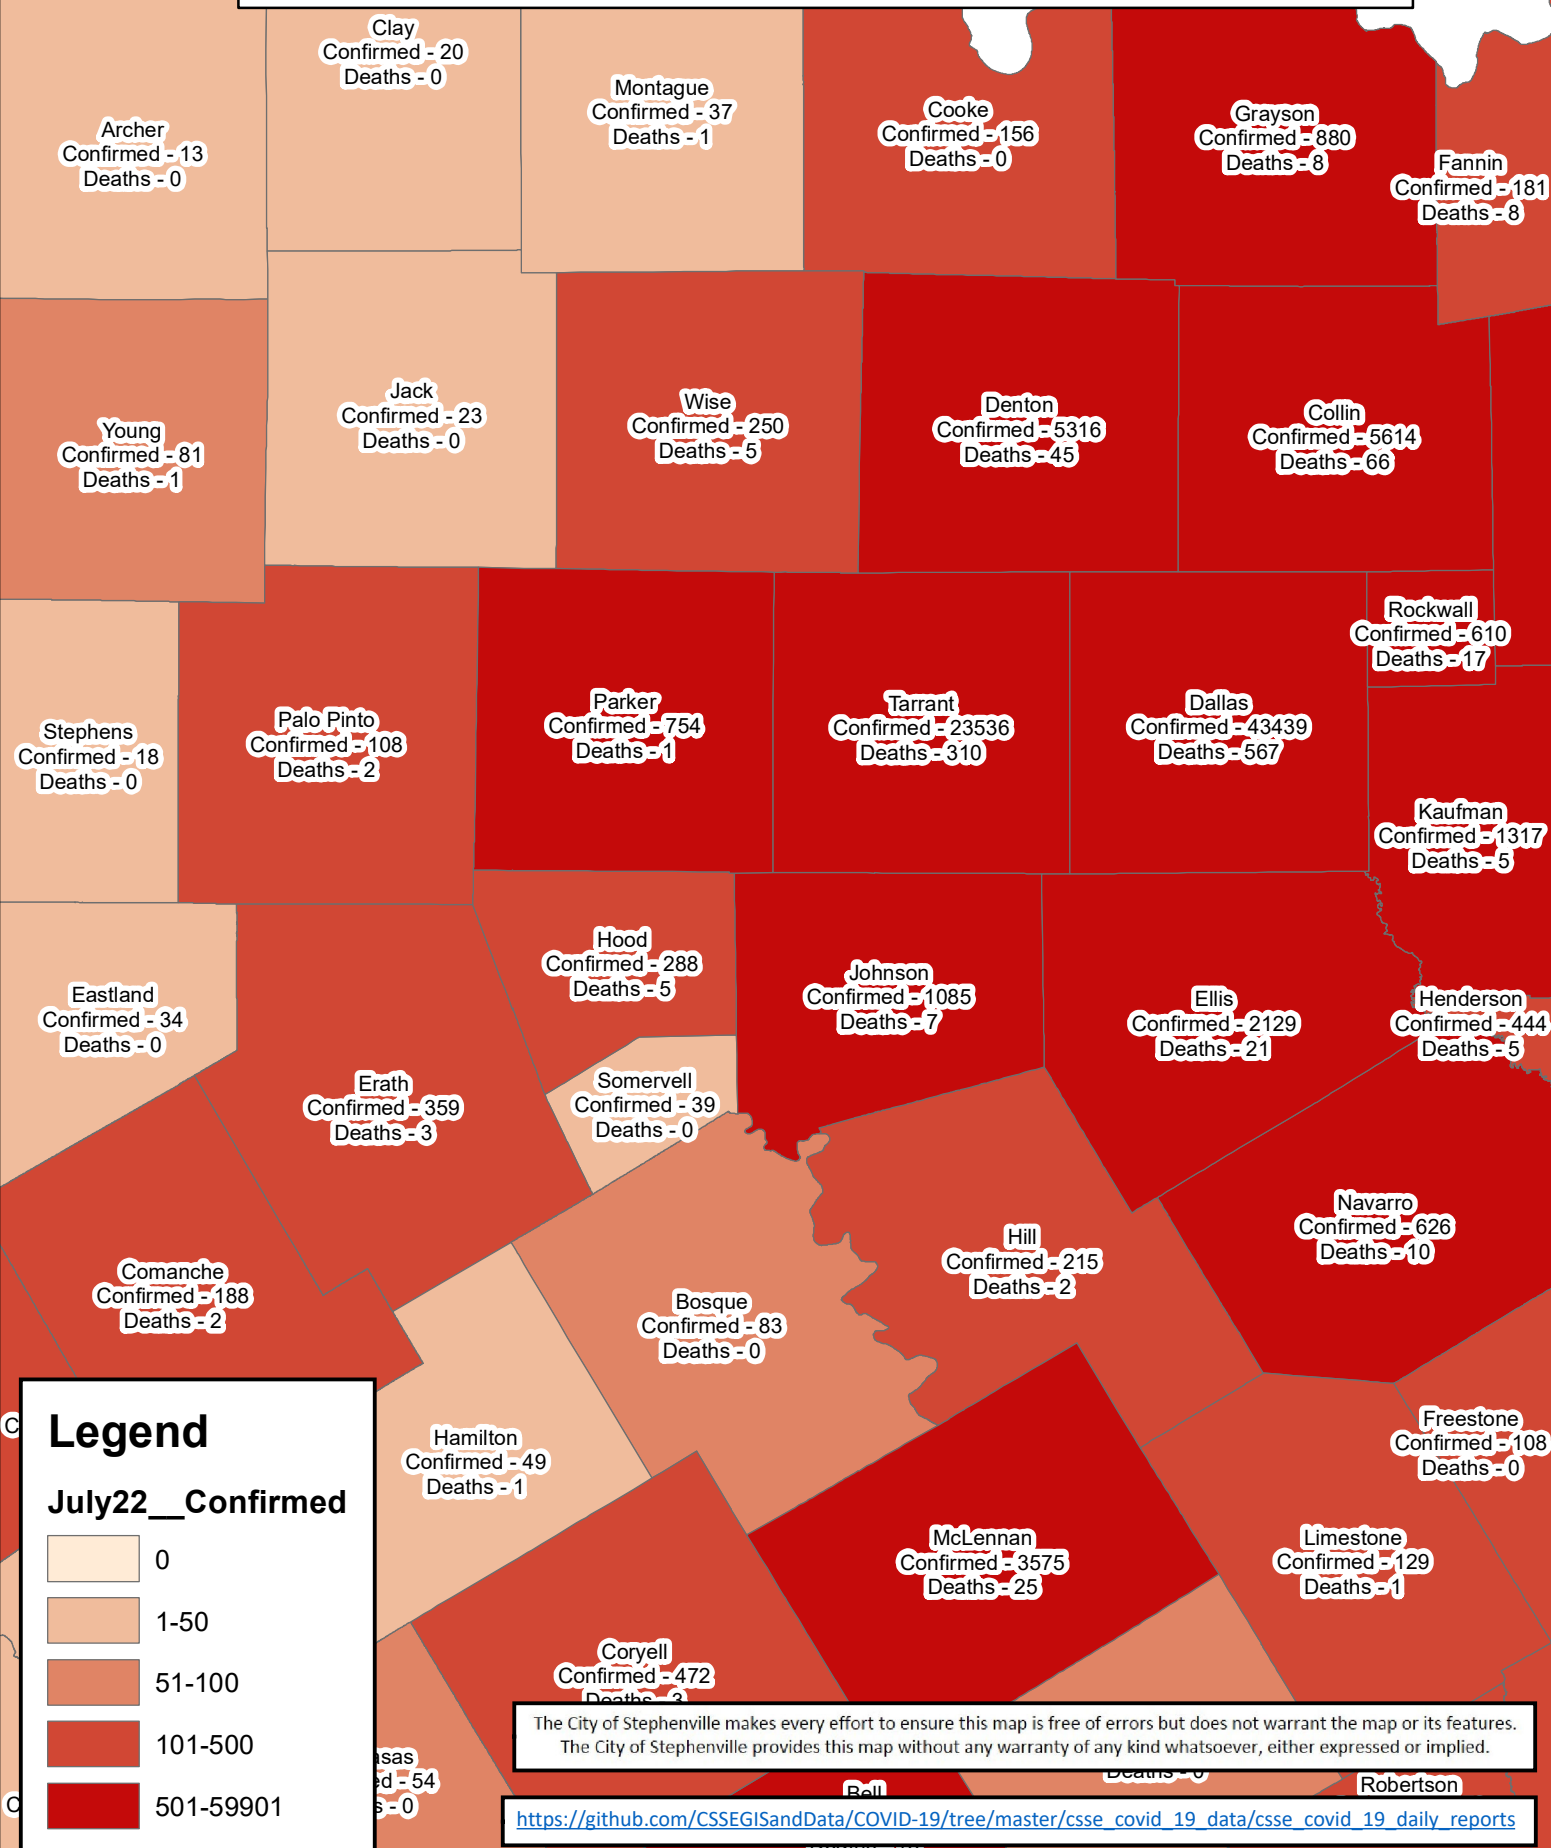 Clay
Confirmed - 20
Deaths - 0
Montague
Confirmed - 37
Deaths - 1
Cooke
Confirmed - 156
Deaths - 0
Grayson
Confirmed - 880
Deaths - 8
Archer
Confirmed - 13
Deaths - 0
Fannin
Confirmed - 181
Deaths - 8
Jack
Confirmed - 23
Deaths - 0
Wise
Confirmed - 250
Deaths - 5
Denton
Confirmed - 5316
Deaths - 45
Collin
Confirmed - 5614
Deaths - 66
Young
Confirmed - 81
Deaths - 1
Rockwall
Confirmed - 610
Deaths - 17
Stephens
Confirmed - 18
Deaths - 0
Palo Pinto
Confirmed - 108
Deaths - 2
Parker
Confirmed - 754
Deaths - 1
Tarrant
Confirmed - 23536
Deaths - 310
Dallas
Confirmed - 43439
Deaths - 567
Kaufman
Confirmed - 1317
Deaths - 5
Hood
Confirmed - 288
Deaths - 5
Johnson
Confirmed - 1085
Deaths - 7
Eastland
Confirmed - 34
Deaths - 0
Ellis
Confirmed - 2129
Deaths - 21
Henderson
Confirmed - 444
Deaths - 5
Erath
Confirmed - 359
Deaths - 3
Somervell
Confirmed - 39
Deaths - 0
Navarro
Confirmed - 626
Deaths - 10
Hill
Confirmed - 215
Deaths - 2
Comanche
Confirmed - 188
Deaths - 2
Bosque
Confirmed - 83
Deaths - 0
Hamilton
Confirmed - 49
Deaths - 1
Freestone
Confirmed - 108
Deaths - 0
McLennan
Confirmed - 3575
Deaths - 25
Limestone
Confirmed - 129
Deaths - 1
Coryell
Confirmed - 472
Deaths - 3
Legend
July22__Confirmed
0
1-50
51-100
101-500
501-59901
- 54
- 0
The City of Stephenville makes every effort to ensure this map is free of errors but does not warrant the map or its features.
The City of Stephenville provides this map without any warranty of any kind whatsoever, either expressed or implied.
Deaths - 0
Bell
Robertson
https://github.com/CSSEGISandData/COVID-19/tree/master/csse_covid_19_data/csse_covid_19_daily_reports